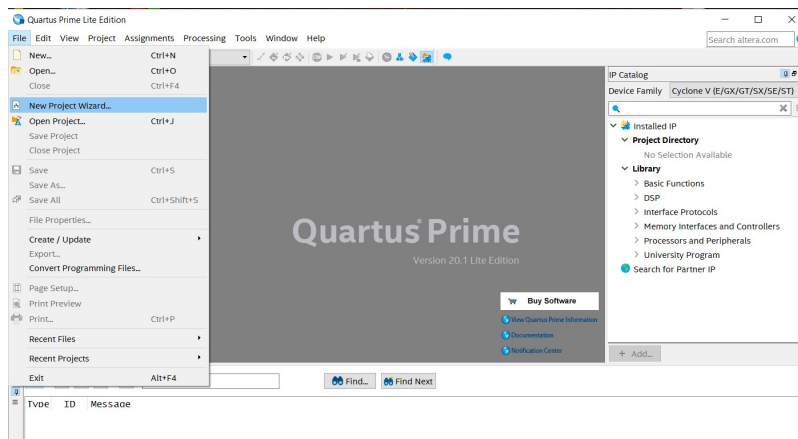 Quartus Prime Lite Edition
File Edit View Project Assignments Processing Tools Window Help
Search altera.com
New... Ctrl+N
Open... Ctrl+O
Close Ctrl+F4
New Project Wizard...
Open Project... Ctrl+J
Save Project
Close Project
Save Ctrl+S
Save As...
Save All Ctrl+Shift+S
File Properties...
Create / Update
Export...
Convert Programming Files...
Page Setup...
Print Preview
Print... Ctrl+P
Recent Files
Recent Projects
Exit Alt+F4
Quartus Prime
Version 20.1 Lite Edition
Buy Software
View Quartus Prime Information
Documentation
Notification Center
IP Catalog
Device Family Cyclone V (E/GX/GT/SX/SE/ST)
Installed IP
Project Directory
No Selection Available
Library
Basic Functions
DSP
Interface Protocols
Memory Interfaces and Controllers
Processors and Peripherals
University Program
Search for Partner IP
+ Add...
Find... Find Next
Type ID Message